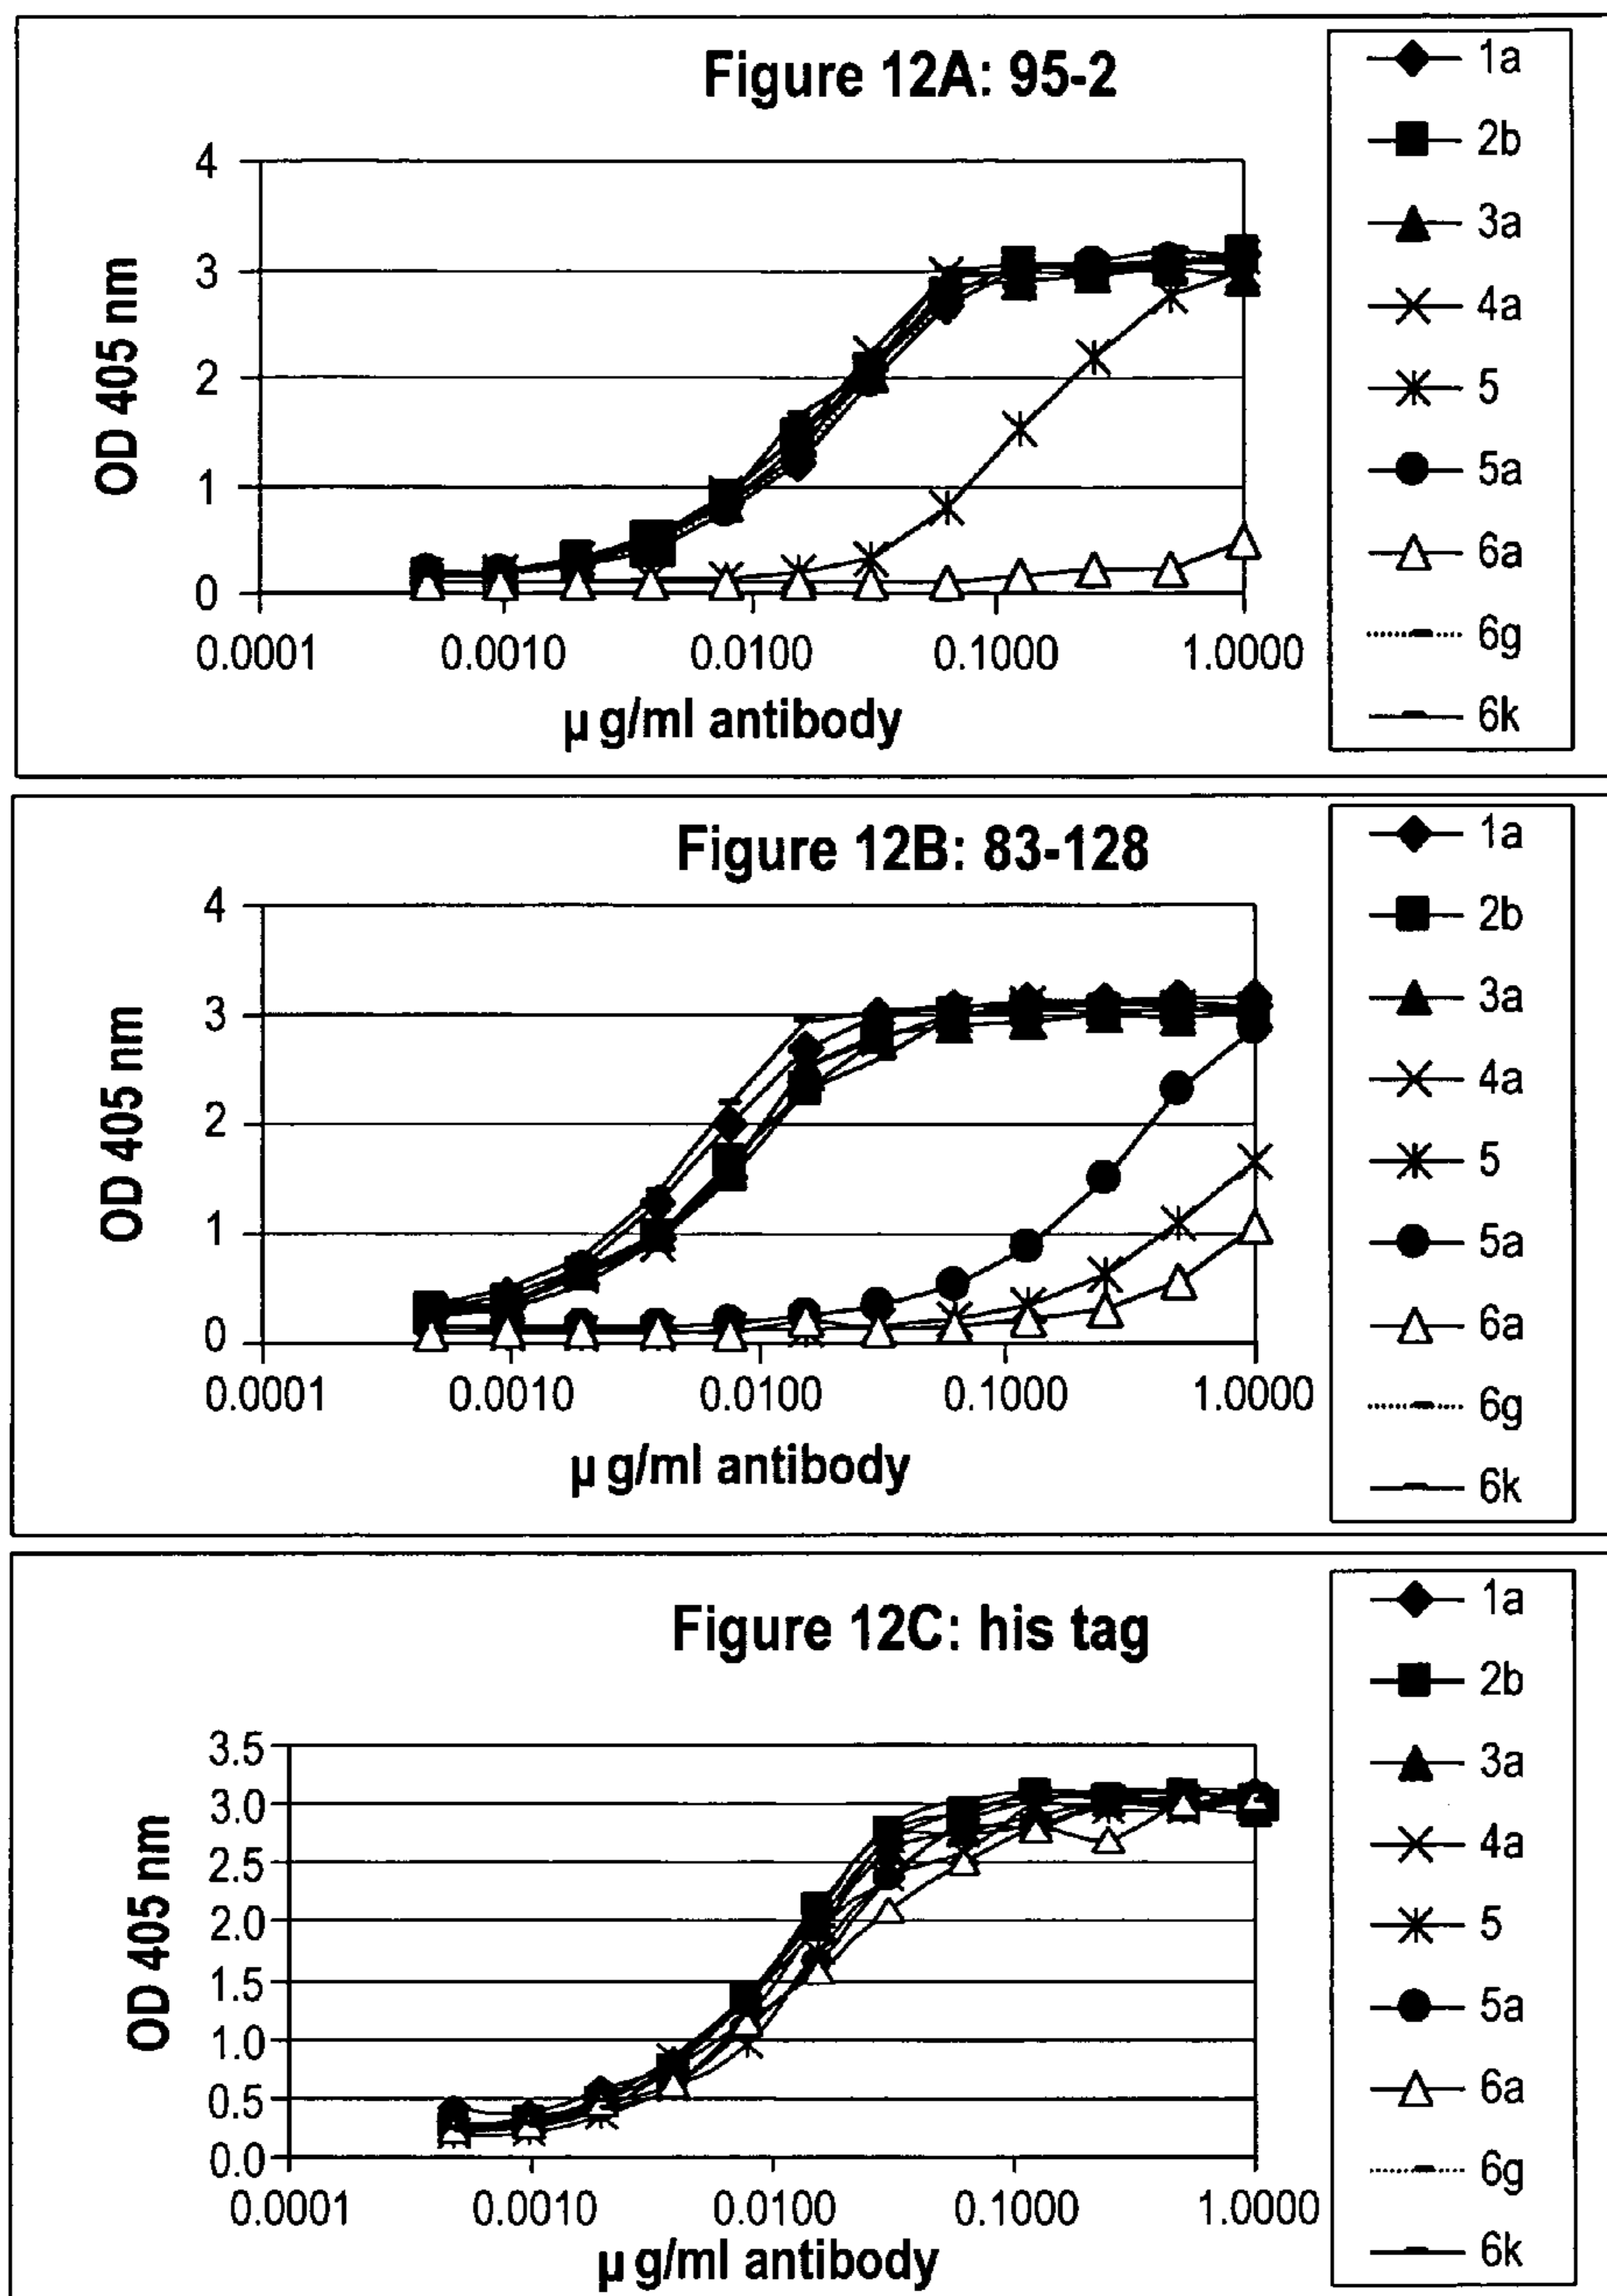 Figure 12A: 95-2
OD 405 nm
4
3
2
1
0
0.0001 0.0010 0.0100 0.1000 1.0000
μ g/ml antibody
1a
2b
3a
4a
5
5a
6a
6g
6k
Figure 12B: 83-128
OD 405 nm
4
3
2
1
0
0.0001 0.0010 0.0100 0.1000 1.0000
μ g/ml antibody
1a
2b
3a
4a
5
5a
6a
6g
6k
Figure 12C: his tag
OD 405 nm
3.5
3.0
2.5
2.0
1.5
1.0
0.5
0.0
0.0001 0.0010 0.0100 0.1000 1.0000
μ g/ml antibody
1a
2b
3a
4a
5
5a
6a
6g
6k